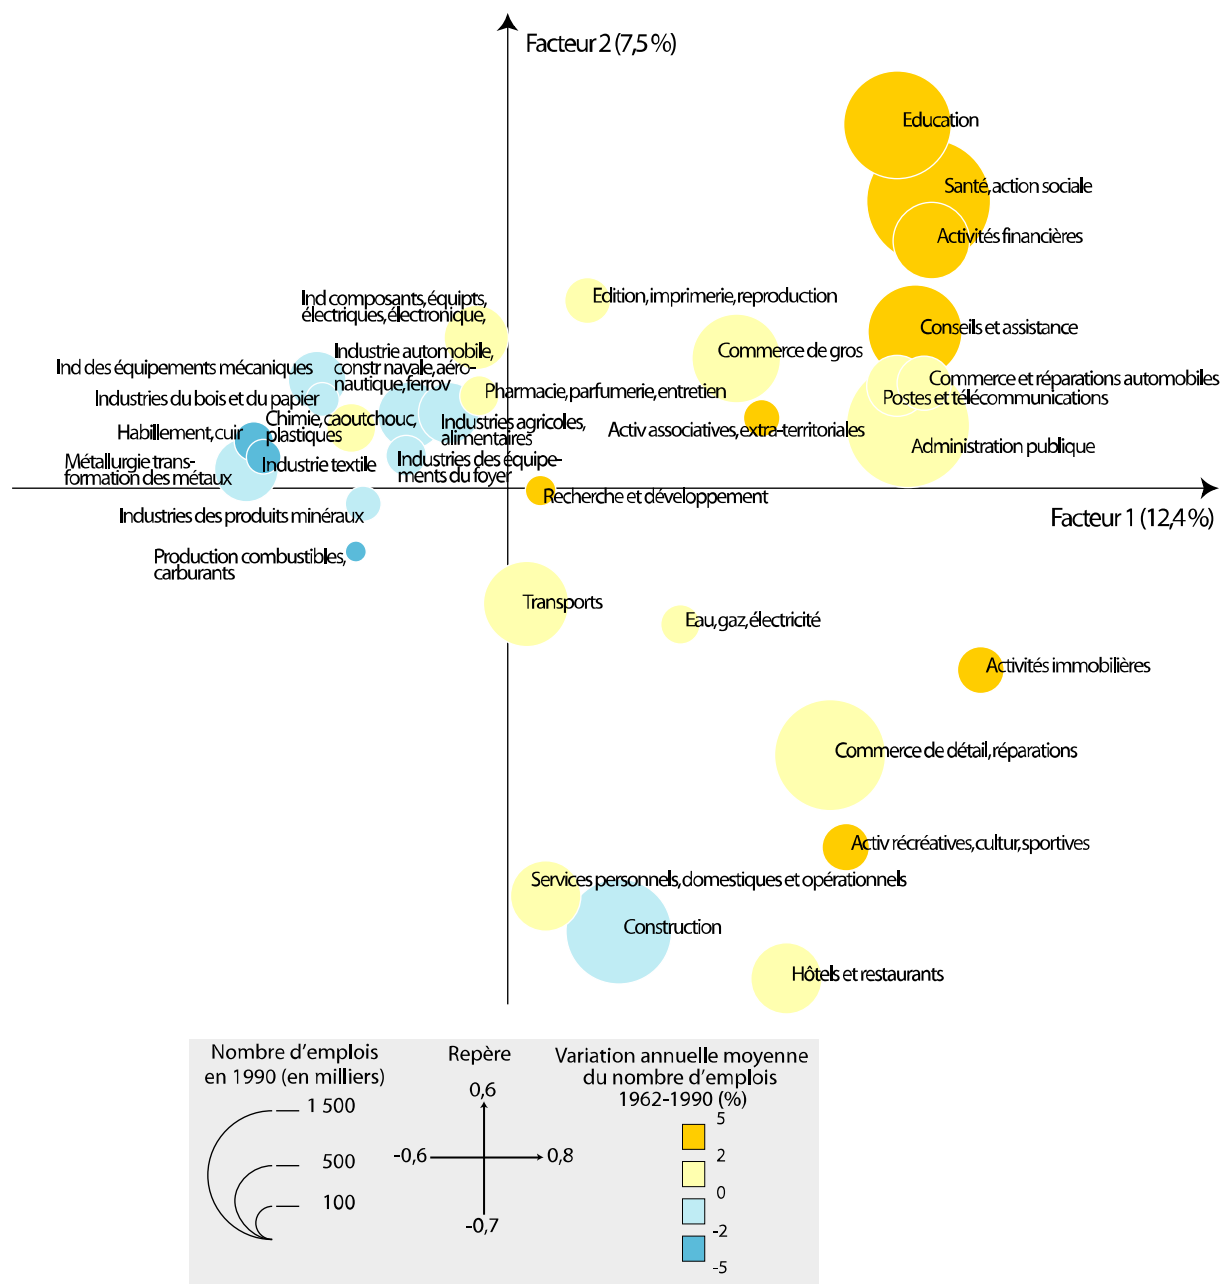 Facteur 2 (7,5 %)
Education
Santé, action sociale
Activités financières
Ind composants, équipts,
électriques, électronique,
Edition, imprimerie, reproduction
Conseils et assistance
Industrie automobile,
constr navale, aéro-
nautique, ferrov
Commerce de gros
Ind des équipements mécaniques
Commerce et réparations automobiles
Pharmacie, parfumerie, entretien
Postes et télécommunications
Industries du bois et du papier
Chimie, caoutchouc,
plastiques
Industries agricoles,
alimentaires
Activ associatives, extra-territoriales
Habillement, cuir
Administration publique
Métallurgie trans-
formation des métaux
Industrie textile
Industries des équipe-
ments du foyer
Recherche et développement
Industries des produits minéraux
Facteur 1 (12,4 %)
Production combustibles,
carburants
Transports
Eau, gaz, électricité
Activités immobilières
Commerce de détail, réparations
Activ récréatives, cultur, sportives
Services personnels, domestiques et opérationnels
Construction
Hôtels et restaurants
Nombre d'emplois
en 1990 (en milliers)
1 500
500
100
Repère
0,6
-0,6
0,8
-0,7
Variation annuelle moyenne
du nombre d'emplois
1962-1990 (%)
5
2
0
-2
-5